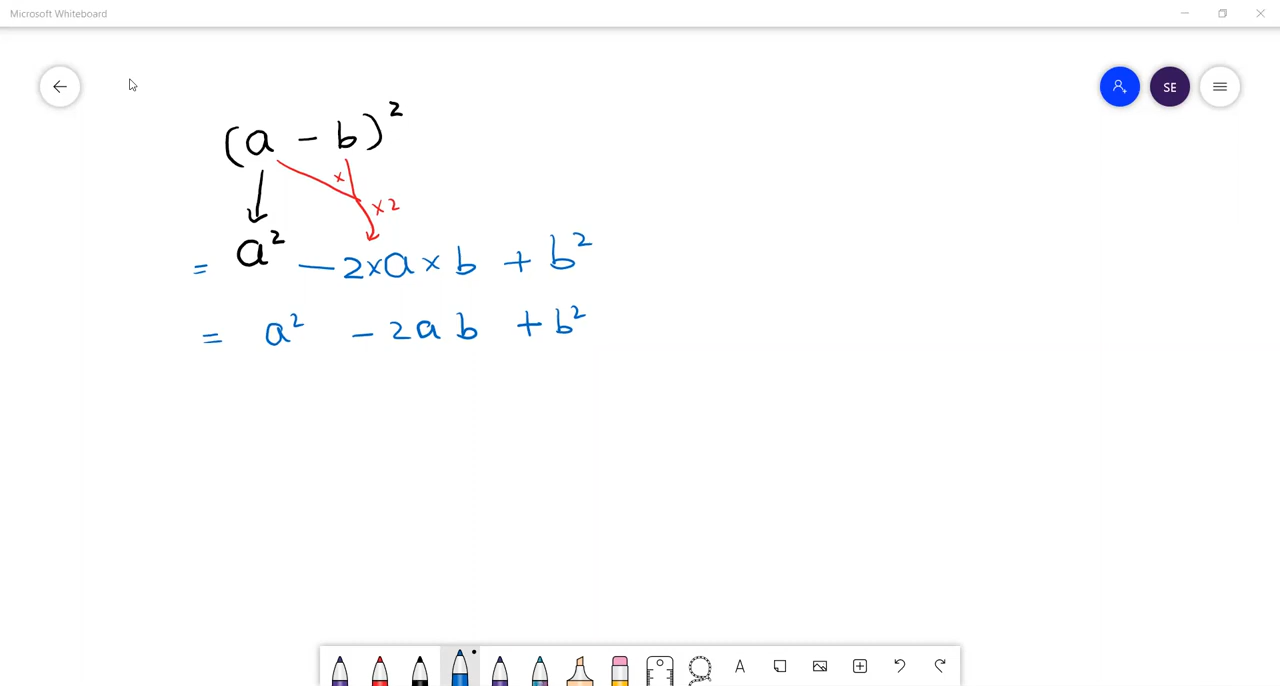 Microsoft Whiteboard
SE
(a - b)²
×
×2
= a² - 2×a×b + b²
= a² - 2ab + b²
A